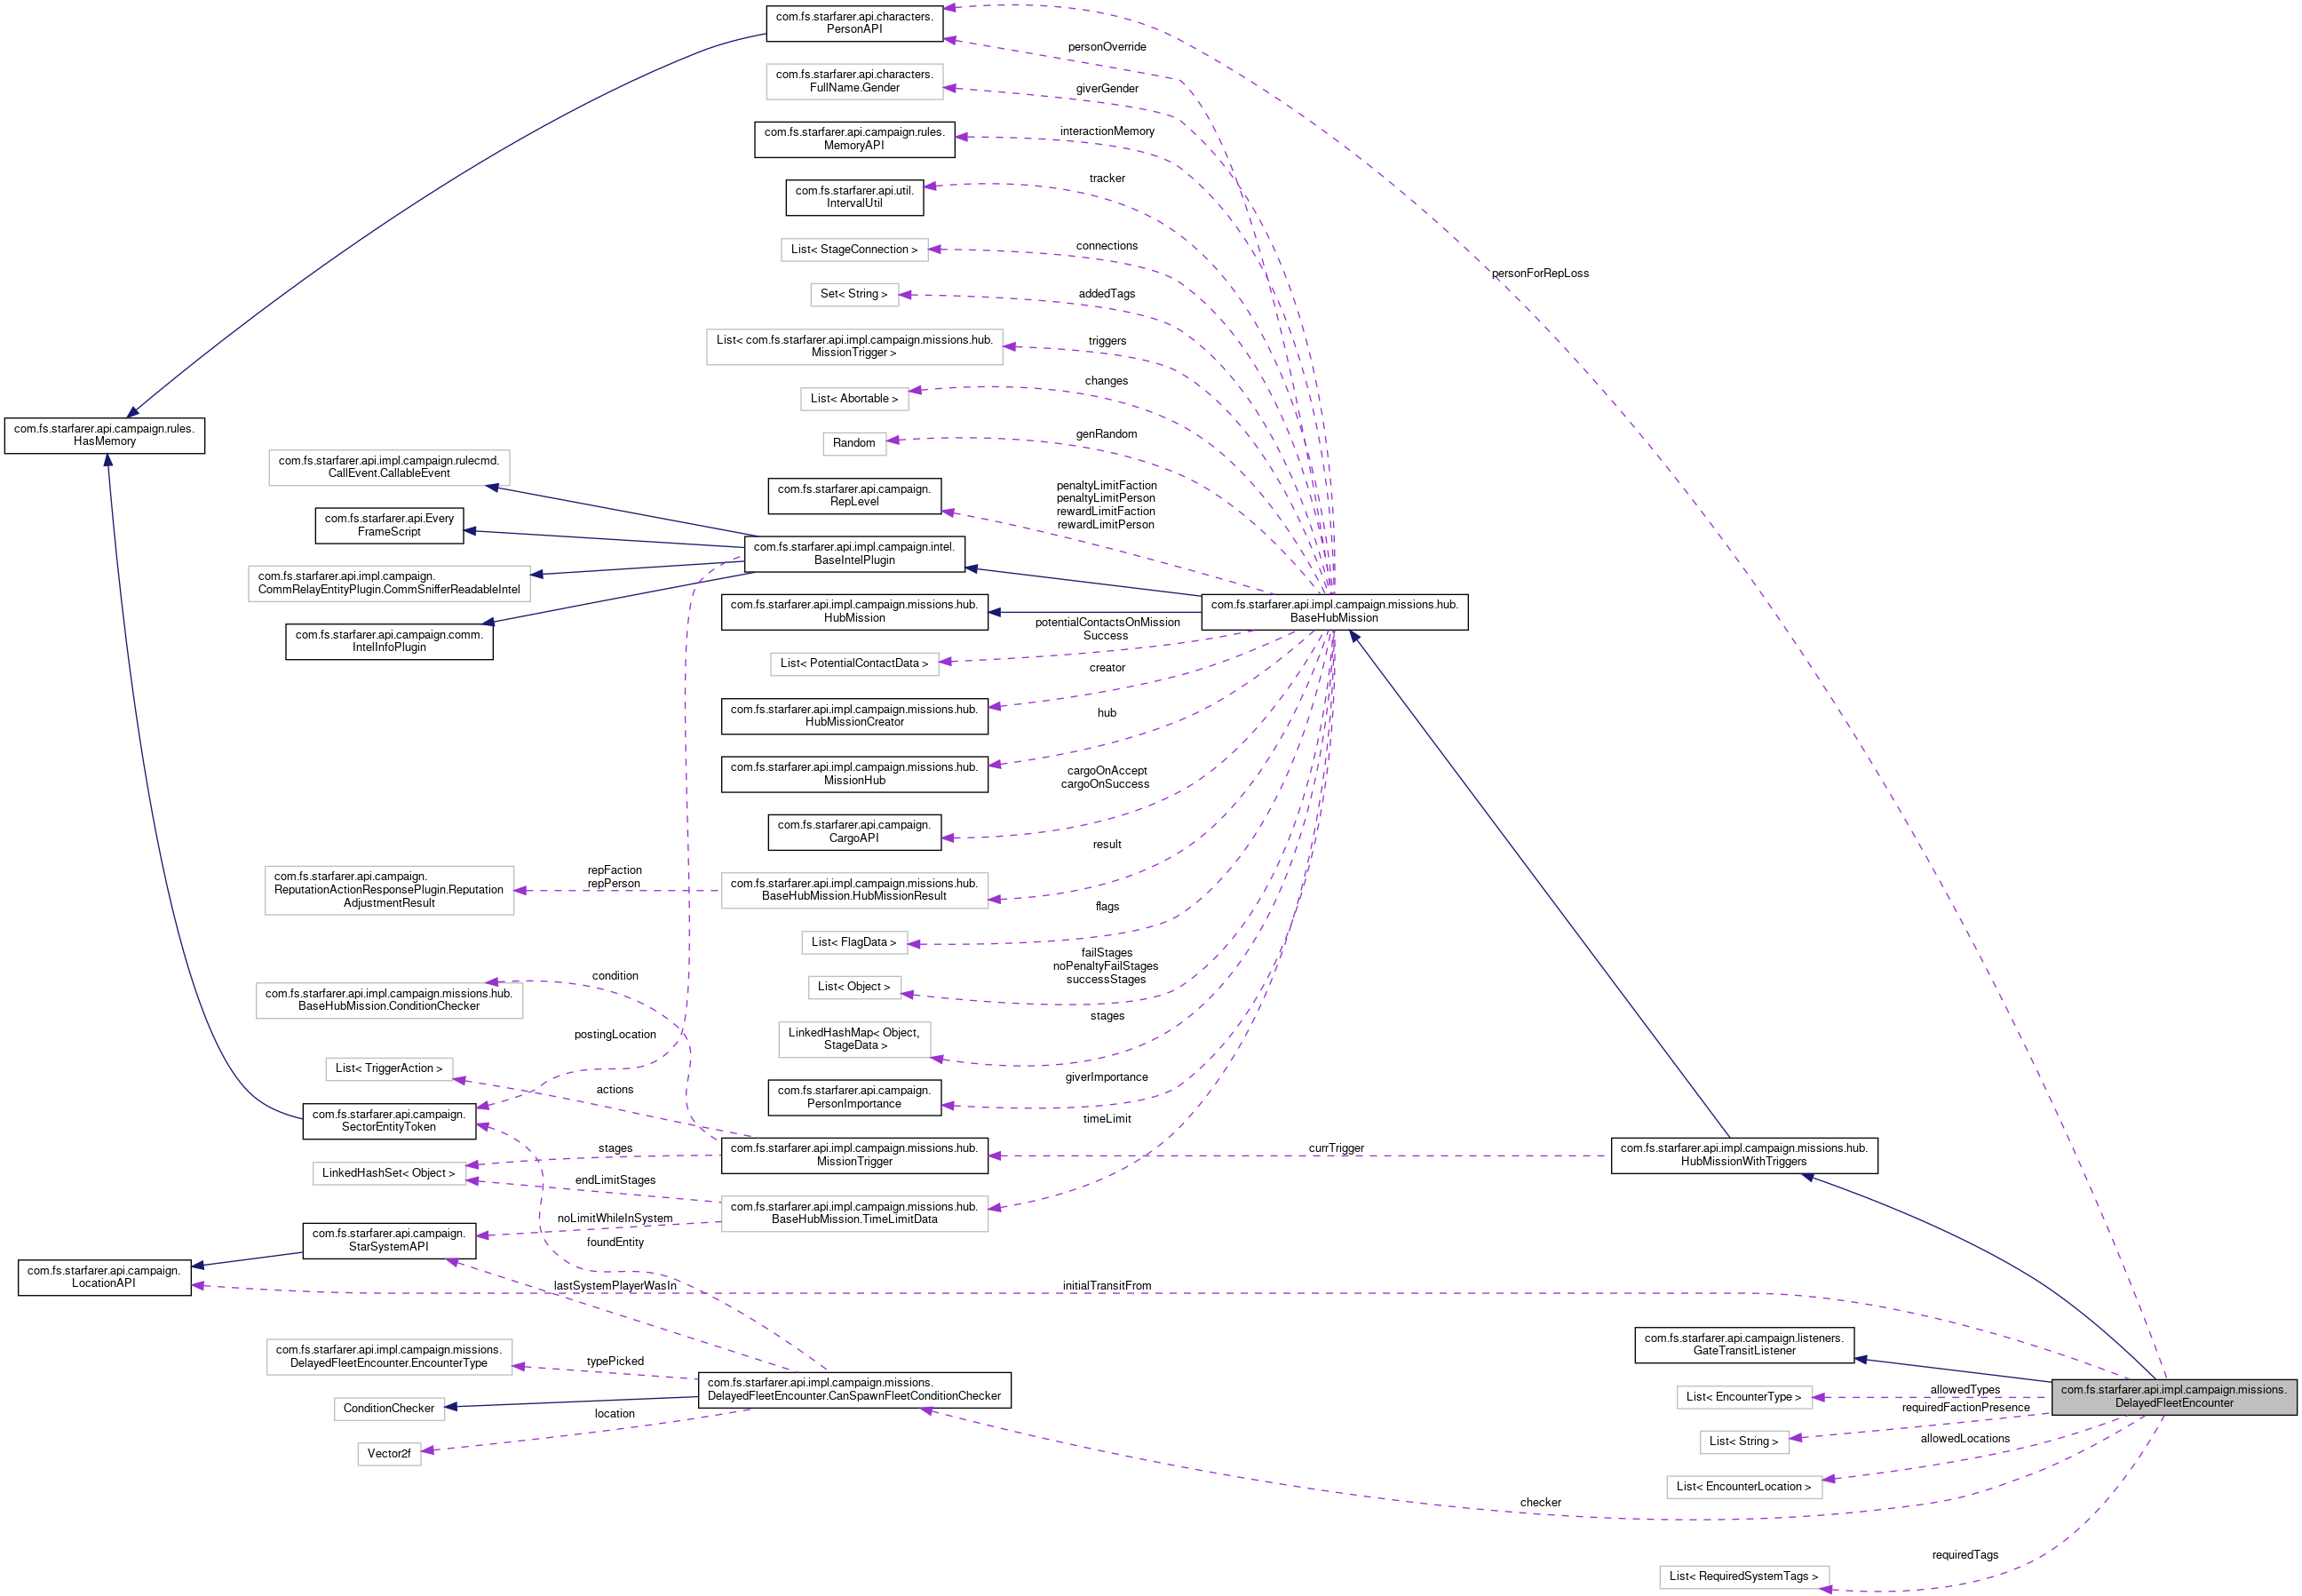 com.fs.starfarer.api.characters.
PersonAPI
personOverride
com.fs.starfarer.api.characters.
FullName.Gender
giverGender
com.fs.starfarer.api.campaign.rules.
MemoryAPI
interactionMemory
com.fs.starfarer.api.util.
IntervalUtil
tracker
List< StageConnection >
connections
personForRepLoss
Set< String >
addedTags
List< com.fs.starfarer.api.impl.campaign.missions.hub.
MissionTrigger >
triggers
List< Abortable >
changes
com.fs.starfarer.api.campaign.rules.
HasMemory
Random
genRandom
com.fs.starfarer.api.impl.campaign.rulecmd.
CallEvent.CallableEvent
com.fs.starfarer.api.campaign.
RepLevel
penaltyLimitFaction
penaltyLimitPerson
rewardLimitFaction
rewardLimitPerson
com.fs.starfarer.api.Every
FrameScript
com.fs.starfarer.api.impl.campaign.intel.
BaseIntelPlugin
com.fs.starfarer.api.impl.campaign.
CommRelayEntityPlugin.CommSnifferReadableIntel
com.fs.starfarer.api.impl.campaign.missions.hub.
HubMission
com.fs.starfarer.api.impl.campaign.missions.hub.
BaseHubMission
com.fs.starfarer.api.campaign.comm.
IntelInfoPlugin
potentialContactsOnMission
Success
List< PotentialContactData >
creator
com.fs.starfarer.api.impl.campaign.missions.hub.
HubMissionCreator
hub
com.fs.starfarer.api.impl.campaign.missions.hub.
MissionHub
cargoOnAccept
cargoOnSuccess
com.fs.starfarer.api.campaign.
CargoAPI
result
com.fs.starfarer.api.campaign.
ReputationActionResponsePlugin.Reputation
AdjustmentResult
repFaction
repPerson
com.fs.starfarer.api.impl.campaign.missions.hub.
BaseHubMission.HubMissionResult
flags
List< FlagData >
failStages
noPenaltyFailStages
successStages
List< Object >
condition
com.fs.starfarer.api.impl.campaign.missions.hub.
BaseHubMission.ConditionChecker
stages
LinkedHashMap< Object,
StageData >
postingLocation
List< TriggerAction >
actions
giverImportance
com.fs.starfarer.api.campaign.
PersonImportance
com.fs.starfarer.api.campaign.
SectorEntityToken
timeLimit
stages
com.fs.starfarer.api.impl.campaign.missions.hub.
MissionTrigger
currTrigger
com.fs.starfarer.api.impl.campaign.missions.hub.
HubMissionWithTriggers
LinkedHashSet< Object >
endLimitStages
com.fs.starfarer.api.impl.campaign.missions.hub.
BaseHubMission.TimeLimitData
noLimitWhileInSystem
com.fs.starfarer.api.campaign.
StarSystemAPI
foundEntity
com.fs.starfarer.api.campaign.
LocationAPI
lastSystemPlayerWasIn
initialTransitFrom
com.fs.starfarer.api.impl.campaign.missions.
DelayedFleetEncounter.EncounterType
typePicked
com.fs.starfarer.api.campaign.listeners.
GateTransitListener
com.fs.starfarer.api.impl.campaign.missions.
DelayedFleetEncounter.CanSpawnFleetConditionChecker
List< EncounterType >
allowedTypes
com.fs.starfarer.api.impl.campaign.missions.
DelayedFleetEncounter
ConditionChecker
location
requiredFactionPresence
List< String >
Vector2f
allowedLocations
List< EncounterLocation >
checker
requiredTags
List< RequiredSystemTags >